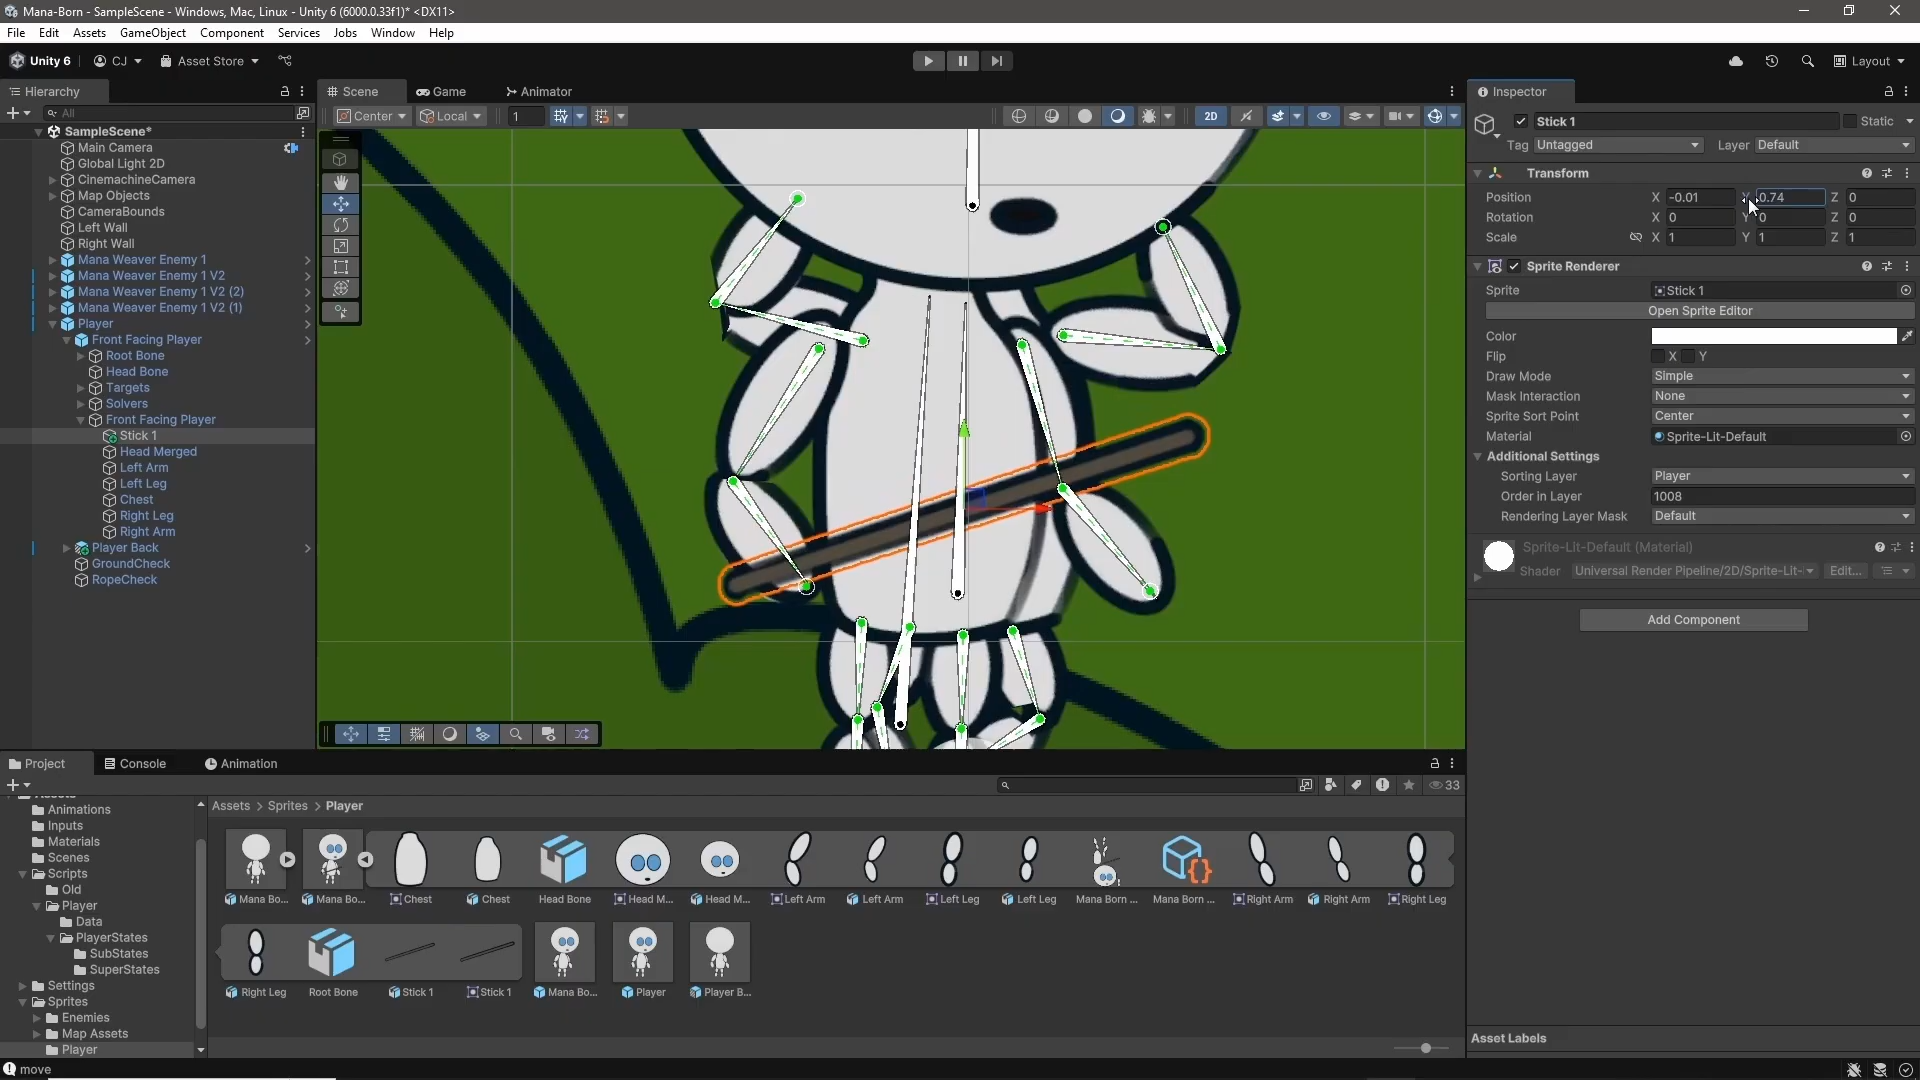 Mana-Born - SampleScene - Windows, Mac, Linux - Unity 6 (6000.0.33f1)* <DX11>
File Edit Assets GameObject Component Services Jobs Window Help
Unity 6 CJ Asset Store Layout
Hierarchy
All
SampleScene*
Main Camera
Global Light 2D
CinemachineCamera
Map Objects
CameraBounds
Left Wall
Right Wall
Mana Weaver Enemy 1
Mana Weaver Enemy 1 V2
Mana Weaver Enemy 1 V2 (2)
Mana Weaver Enemy 1 V2 (1)
Player
Front Facing Player
Root Bone
Head Bone
Targets
Solvers
Front Facing Player
Stick 1
Head Merged
Left Arm
Left Leg
Chest
Right Leg
Right Arm
Player Back
GroundCheck
RopeCheck
Scene Game Animator
Center Local 1 2D
Inspector
Stick 1 Static
Tag Untagged Layer Default
Transform
Position X -0.01 Y 0.74 Z 0
Rotation X 0 Y 0 Z 0
Scale X 1 Y 1 Z 1
Sprite Renderer
Sprite Stick 1
Open Sprite Editor
Color
Flip X Y
Draw Mode Simple
Mask Interaction None
Sprite Sort Point Center
Material Sprite-Lit-Default
Additional Settings
Sorting Layer Player
Order in Layer 1008
Rendering Layer Mask Default
Sprite-Lit-Default (Material)
Shader Universal Render Pipeline/2D/Sprite-Lit- Edit...
Add Component
Asset Labels
Project Console Animation
33
Animations
Inputs
Materials
Scenes
Scripts
Old
Player
Data
PlayerStates
SubStates
SuperStates
Settings
Sprites
Enemies
Map Assets
Player
Assets > Sprites > Player
Mana Bo... Mana Bo... Chest Chest Head Bone Head M... Head M... Left Arm Left Arm Left Leg Left Leg Mana Born ... Mana Born ... Right Arm Right Arm Right Leg
Right Leg Root Bone Stick 1 Stick 1 Mana Bo... Player Player B...
move